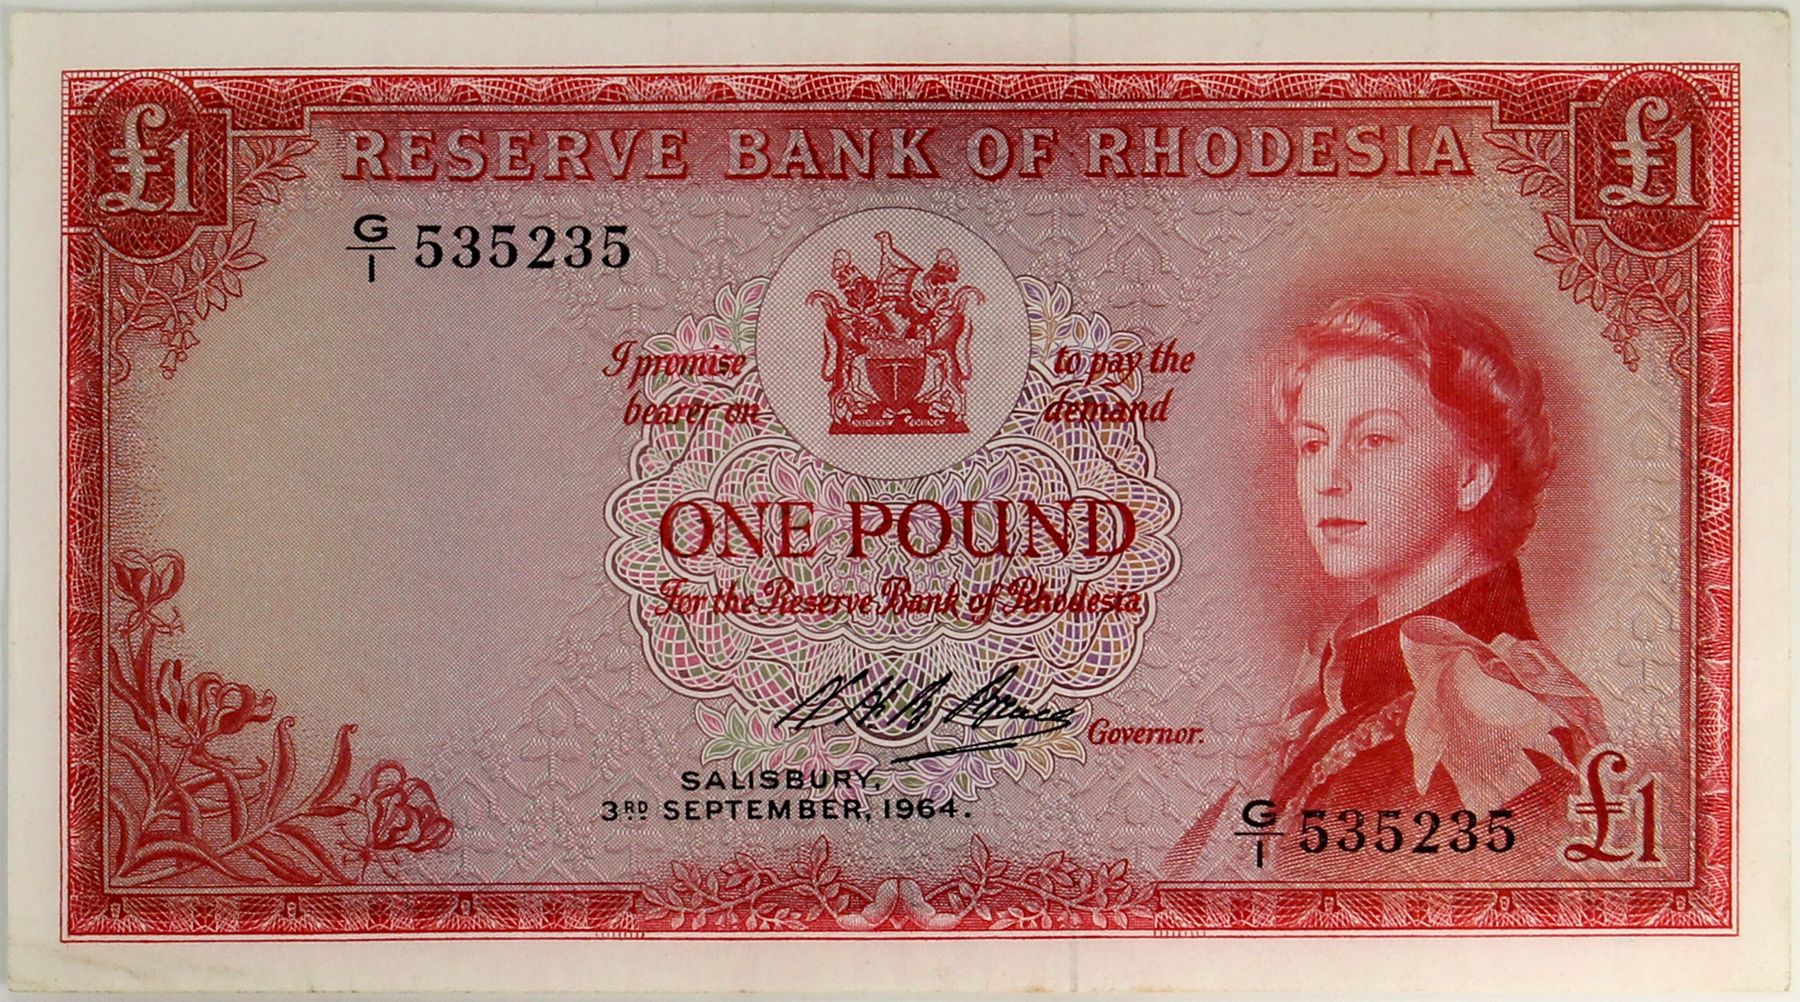 £1 £1
RESERVE BANK OF RHODESIA
G/1 535235
I promise to pay the
bearer on demand
ONE POUND
For the Reserve Bank of Rhodesia
Governor.
SALISBURY,
3RD SEPTEMBER, 1964.
G/1 535235 £1